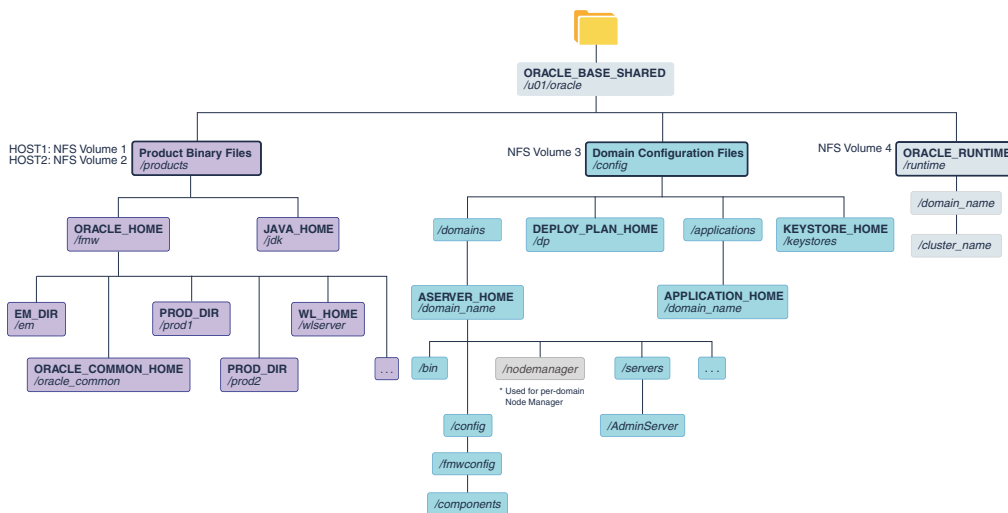 ORACLE_BASE_SHARED
/u01/oracle
HOST1: NFS Volume 1
HOST2: NFS Volume 2
Product Binary Files
/products
NFS Volume 3
Domain Configuration Files
/config
NFS Volume 4
ORACLE_RUNTIME
/runtime
/domain_name
/cluster_name
ORACLE_HOME
/fmw
JAVA_HOME
/jdk
/domains
DEPLOY_PLAN_HOME
/dp
/applications
KEYSTORE_HOME
/keystores
EM_DIR
/em
PROD_DIR
/prod1
WL_HOME
/wlserver
ORACLE_COMMON_HOME
/oracle_common
PROD_DIR
/prod2
...
ASERVER_HOME
/domain_name
APPLICATION_HOME
/domain_name
/bin
/nodemanager
* Used for per-domain
Node Manager
/servers
...
/config
/AdminServer
/fmwconfig
/components